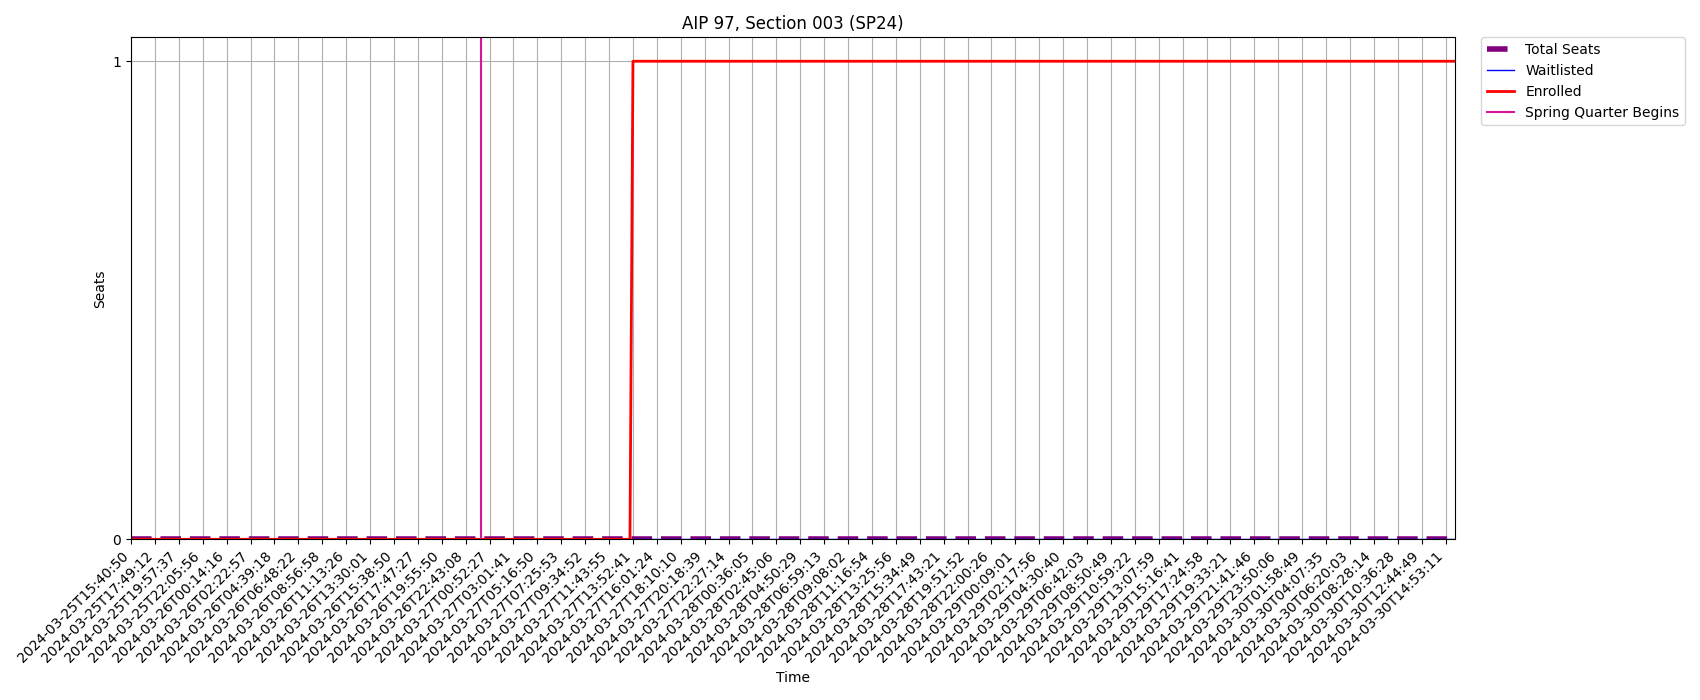 AIP 97, Section 003 (SP24)
Total Seats
Waitlisted
Enrolled
Spring Quarter Begins
Seats
1
0
2024-03-25T15:40:50
2024-03-25T17:49:12
2024-03-25T19:57:37
2024-03-25T22:05:56
2024-03-26T00:14:16
2024-03-26T02:22:57
2024-03-26T04:39:18
2024-03-26T06:48:22
2024-03-26T08:56:58
2024-03-26T11:13:26
2024-03-26T13:30:01
2024-03-26T15:38:50
2024-03-26T17:47:27
2024-03-26T19:55:50
2024-03-26T22:43:08
2024-03-27T00:52:27
2024-03-27T03:01:41
2024-03-27T05:16:50
2024-03-27T07:25:53
2024-03-27T09:34:52
2024-03-27T11:43:55
2024-03-27T13:52:41
2024-03-27T16:01:24
2024-03-27T18:10:10
2024-03-27T20:18:39
2024-03-27T22:27:14
2024-03-28T00:36:05
2024-03-28T02:45:06
2024-03-28T04:50:29
2024-03-28T06:59:13
2024-03-28T09:08:02
2024-03-28T11:16:54
2024-03-28T13:25:56
2024-03-28T15:34:49
2024-03-28T17:43:21
2024-03-28T19:51:52
2024-03-28T22:00:26
2024-03-29T00:09:01
2024-03-29T02:17:56
2024-03-29T04:30:40
2024-03-29T06:42:03
2024-03-29T08:50:49
2024-03-29T10:59:22
2024-03-29T13:07:59
2024-03-29T15:16:41
2024-03-29T17:24:58
2024-03-29T19:33:21
2024-03-29T21:41:46
2024-03-29T23:50:06
2024-03-30T01:58:49
2024-03-30T04:07:35
2024-03-30T06:20:03
2024-03-30T08:28:14
2024-03-30T10:36:28
2024-03-30T12:44:49
2024-03-30T14:53:11
Time